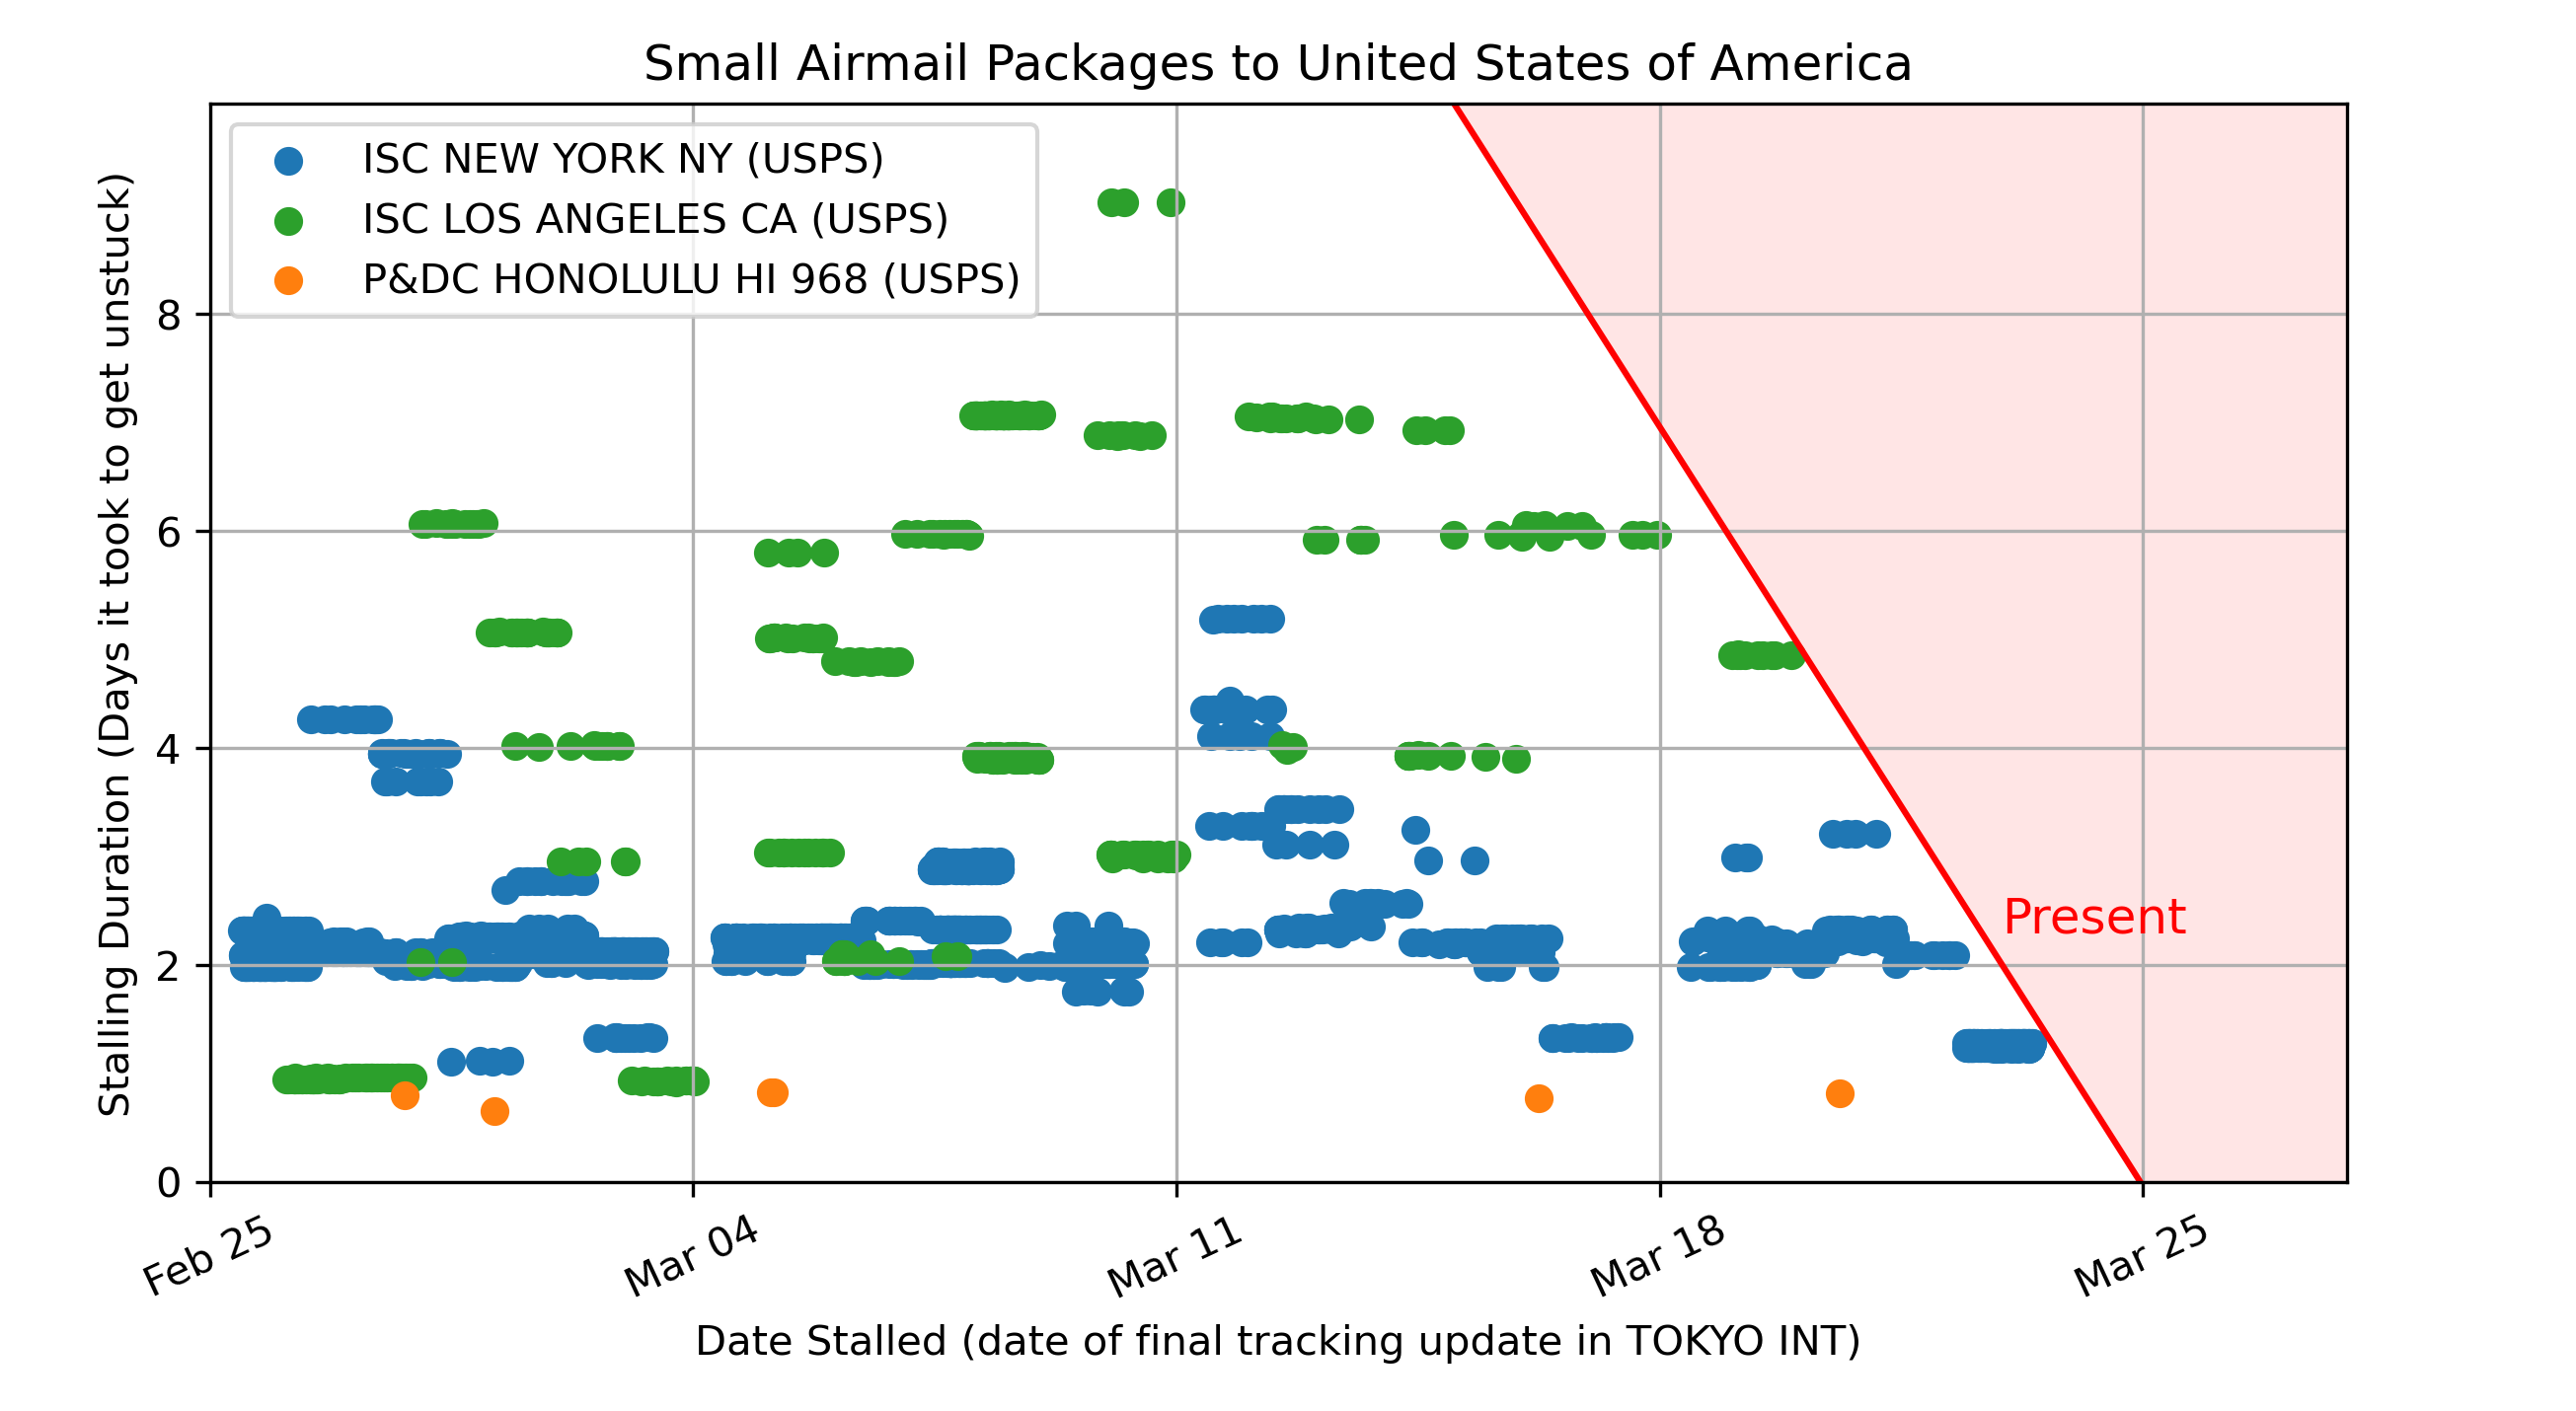 Small Airmail Packages to United States of America
ISC NEW YORK NY (USPS)
ISC LOS ANGELES CA (USPS)
P&DC HONOLULU HI 968 (USPS)
Stalling Duration (Days it took to get unstuck)
8
6
4
2
0
Present
Feb 25
Mar 04
Mar 11
Mar 18
Mar 25
Date Stalled (date of final tracking update in TOKYO INT)